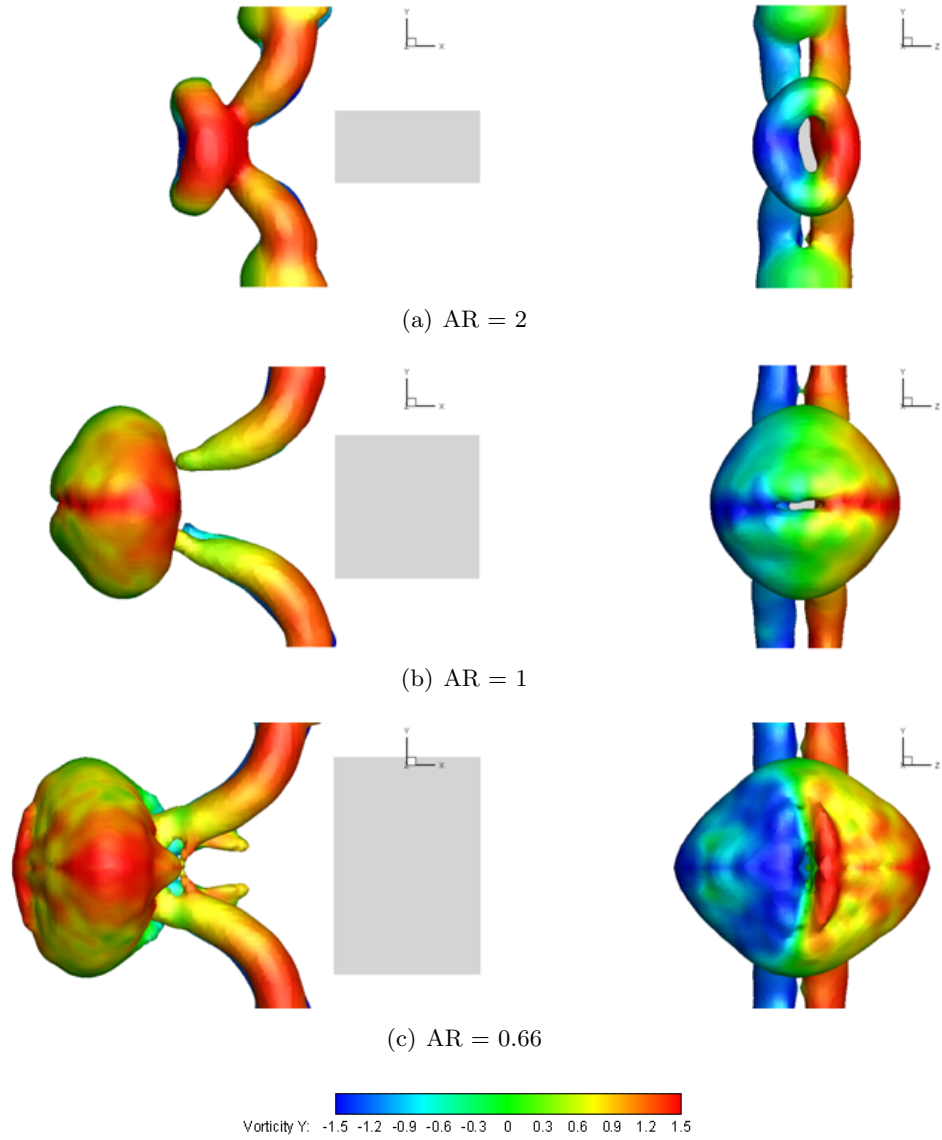 Y
Z X
Y
X Z
(a) AR = 2
Y
Z X
Y
X Z
(b) AR = 1
Y
Z X
Y
X Z
(c) AR = 0.66
Vorticity Y: -1.5 -1.2 -0.9 -0.6 -0.3 0 0.3 0.6 0.9 1.2 1.5